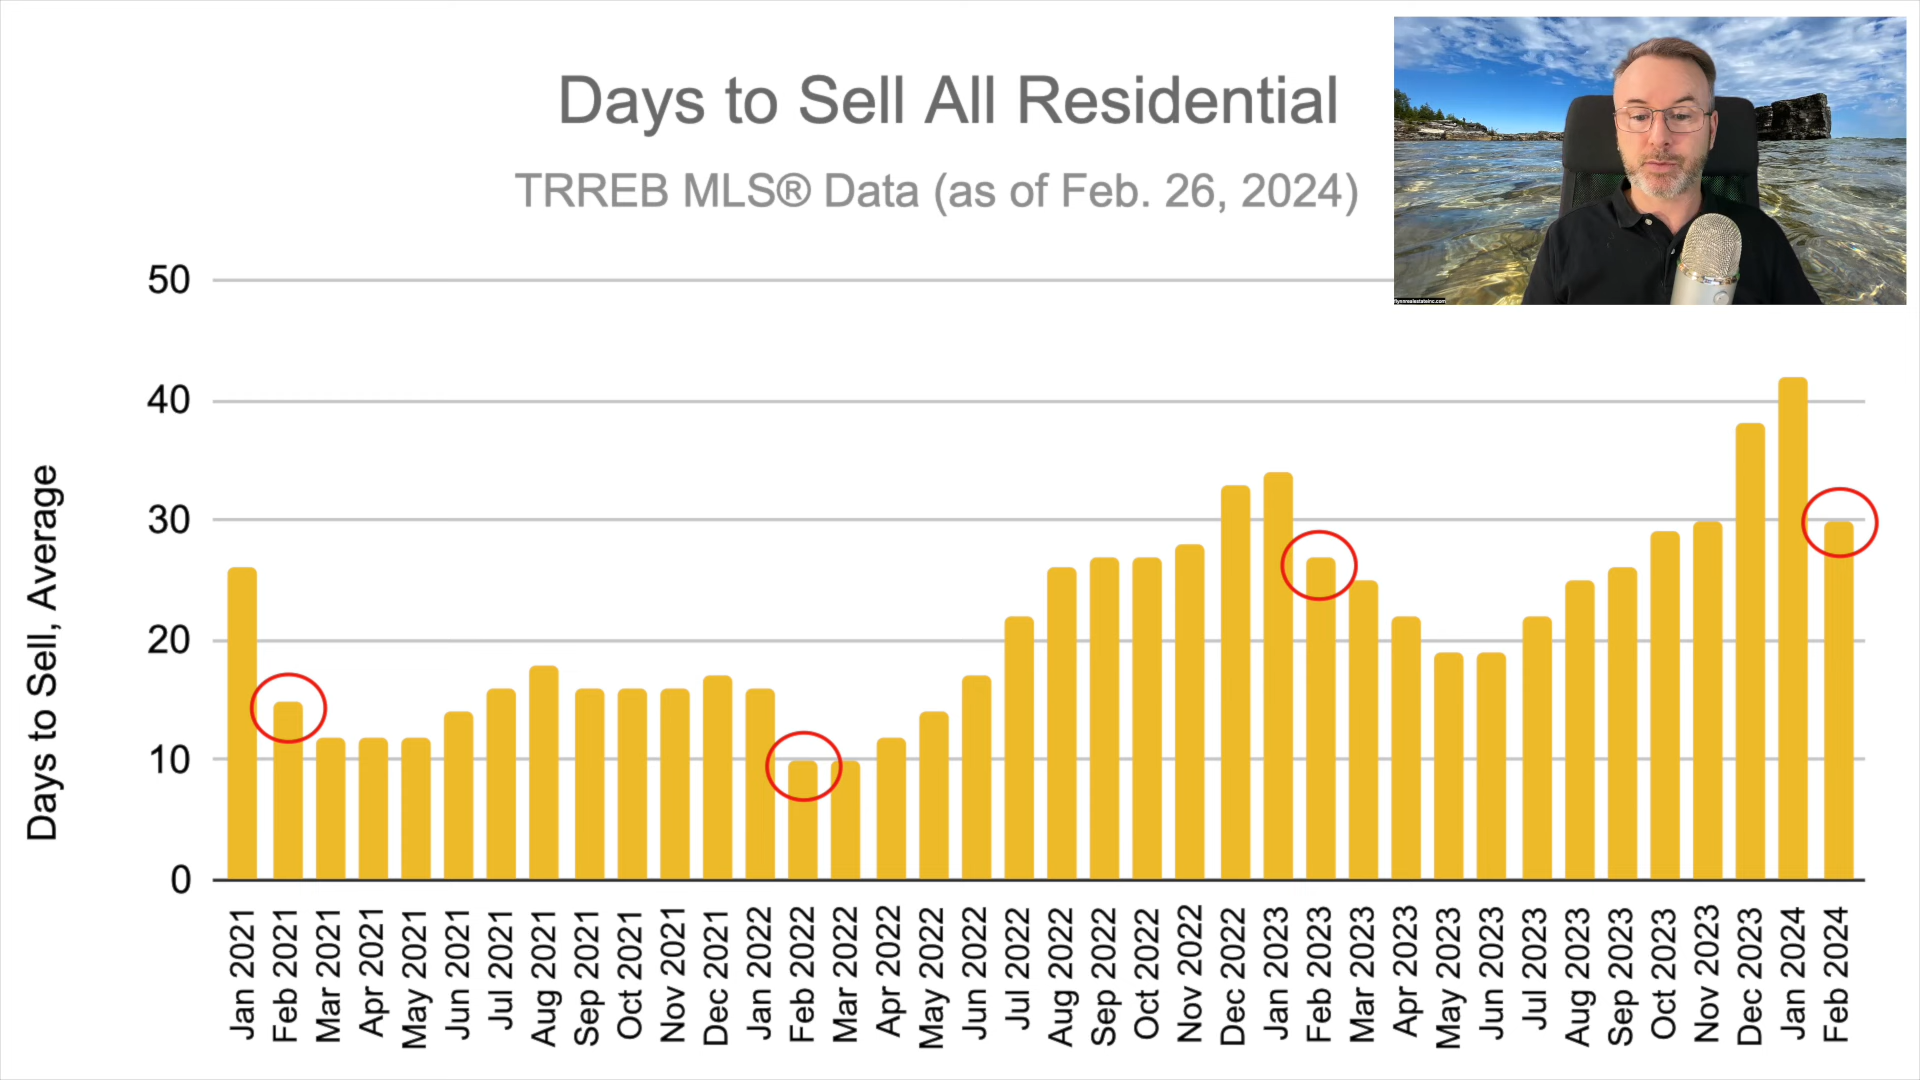 Days to Sell All Residential
TRREB MLS® Data (as of Feb. 26, 2024)
flynnrealestateinc.com
Days to Sell, Average
50
40
30
20
10
0
Jan 2021
Feb 2021
Mar 2021
Apr 2021
May 2021
Jun 2021
Jul 2021
Aug 2021
Sep 2021
Oct 2021
Nov 2021
Dec 2021
Jan 2022
Feb 2022
Mar 2022
Apr 2022
May 2022
Jun 2022
Jul 2022
Aug 2022
Sep 2022
Oct 2022
Nov 2022
Dec 2022
Jan 2023
Feb 2023
Mar 2023
Apr 2023
May 2023
Jun 2023
Jul 2023
Aug 2023
Sep 2023
Oct 2023
Nov 2023
Dec 2023
Jan 2024
Feb 2024